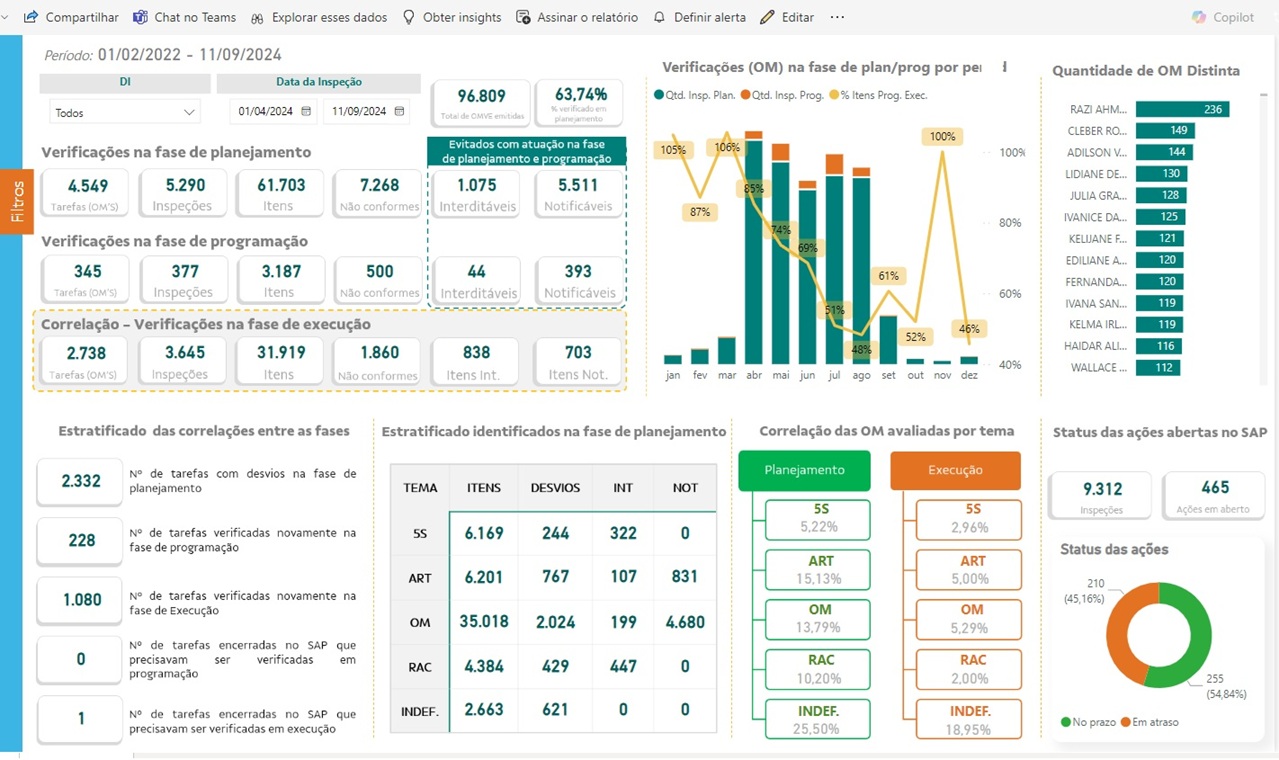 Compartilhar Chat no Teams Explorar esses dados Obter insights Assinar o relatório Definir alerta Editar ... Copilot
Período: 01/02/2022 - 11/09/2024
DI
Data da Inspeção
Todos
01/04/2024
11/09/2024
96.809
Total de OMVE emitidas
63,74%
% verificado em
planejamento
Filtros
Verificações na fase de planejamento
4.549
Tarefas (OM'S)
5.290
Inspeções
61.703
Itens
7.268
Não conformes
Evitados com atuação na fase
de planejamento e programação
1.075
Interditáveis
5.511
Notificáveis
Verificações na fase de programação
345
Tarefas (OM'S)
377
Inspeções
3.187
Itens
500
Não conformes
44
Interditáveis
393
Notificáveis
Correlação – Verificações na fase de execução
2.738
Tarefas (OM'S)
3.645
Inspeções
31.919
Itens
1.860
Não conformes
838
Itens Int.
703
Itens Not.
Verificações (OM) na fase de plan/prog por
Qtd. Insp. Plan. Qtd. Insp. Prog. % Itens Prog. Exec.
105%
87%
106%
85%
74%
69%
51%
48%
61%
52%
100%
46%
100%
80%
60%
40%
jan fev mar abr mai jun jul ago set out nov dez
Quantidade de OM Distinta
RAZI AHM... 236
CLEBER RO... 149
ADILSON V... 144
LIDIANE DE... 130
JULIA GRA... 128
IVANICE DA... 125
KELIJANE F... 121
EDILIANE A... 120
FERNANDA... 120
IVANA SAN... 119
KELMA IRL... 119
HAIDAR ALI... 116
WALLACE ... 112
Estratificado das correlações entre as fases
2.332
Nº de tarefas com desvios na fase de
planejamento
228
Nº de tarefas verificadas novamente na
fase de programação
1.080
Nº de tarefas verificadas novamente na
fase de Execução
0
Nº de tarefas encerradas no SAP que
precisavam ser verificadas em
programação
1
Nº de tarefas encerradas no SAP que
precisavam ser verificadas em execução
Estratificado identificados na fase de planejamento
TEMA ITENS DESVIOS INT NOT
5S 6.169 244 322 0
ART 6.201 767 107 831
OM 35.018 2.024 199 4.680
RAC 4.384 429 447 0
INDEF. 2.663 621 0 0
Correlação das OM avaliadas por tema
Planejamento
5S
5,22%
ART
15,13%
OM
13,79%
RAC
10,20%
INDEF.
25,50%
Execução
5S
2,96%
ART
5,00%
OM
5,29%
RAC
2,00%
INDEF.
18,95%
Status das ações abertas no SAP
9.312
Inspeções
465
Ações em aberto
Status das ações
210
(45,16%)
255
(54,84%)
No prazo Em atraso